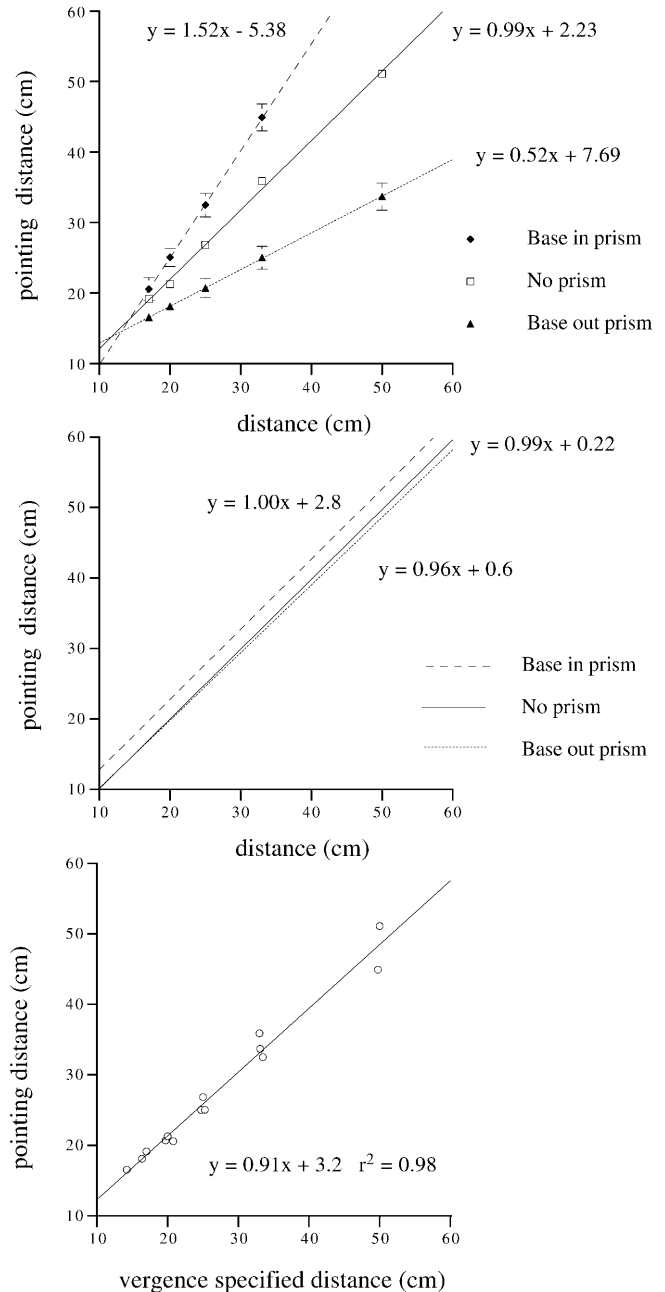 60
50
40
30
20
10
pointing distance (cm)
y = 1.52x - 5.38
y = 0.99x + 2.23
y = 0.52x + 7.69
Base in prism
No prism
Base out prism
10 20 30 40 50 60
distance (cm)
60
50
40
30
20
10
pointing distance (cm)
y = 0.99x + 0.22
y = 1.00x + 2.8
y = 0.96x + 0.6
Base in prism
No prism
Base out prism
10 20 30 40 50 60
distance (cm)
60
50
40
30
20
10
pointing distance (cm)
y = 0.91x + 3.2 r² = 0.98
10 20 30 40 50 60
vergence specified distance (cm)